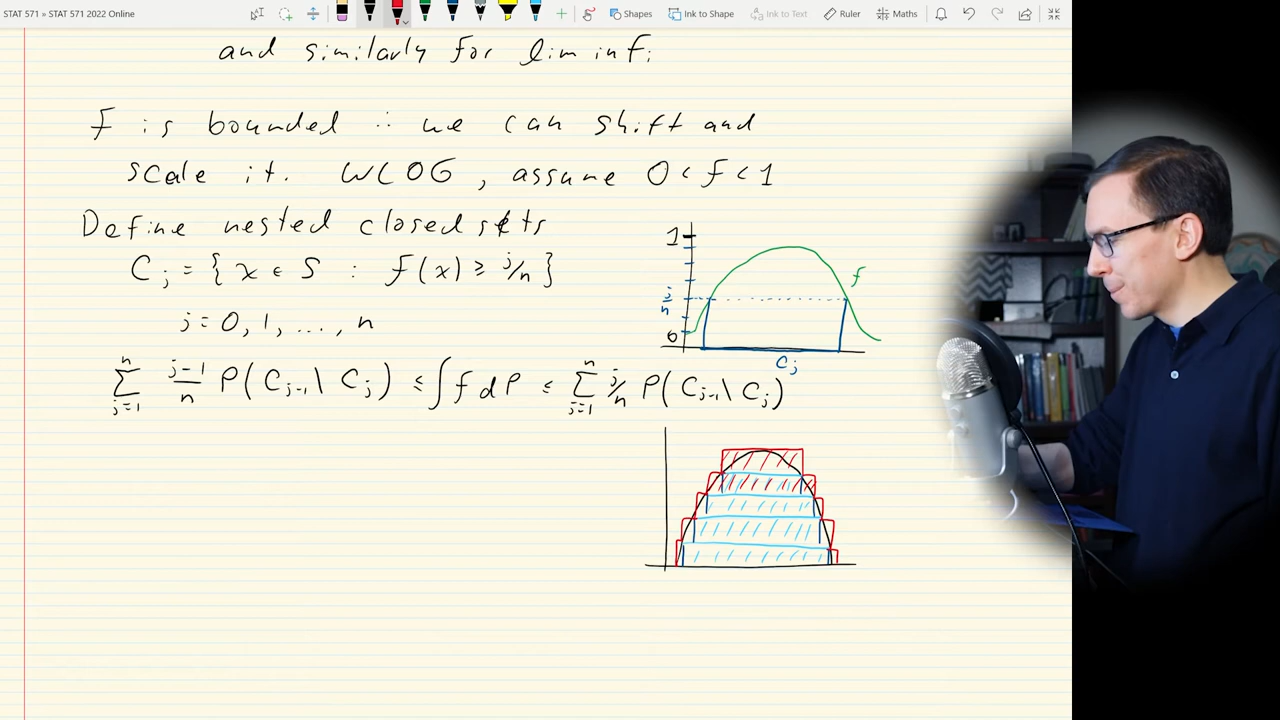 STAT 571 » STAT 571 2022 Online
Shapes Ink to Shape Ink to Text Ruler Maths
and similarly for lim inf.
f is bounded ∴ we can shift and
scale it. WLOG, assume 0 < f < 1
Define nested closed sets
C_j = { x ∈ S : f(x) ≥ j/n }
j = 0, 1, ..., n
1
f
j/n
0
C_j
∑_{j=1}^{n} (j-1)/n P(C_{j-1} \ C_j) ≤ ∫ f dP ≤ ∑_{j=1}^{n} j/n P(C_{j-1} \ C_j)